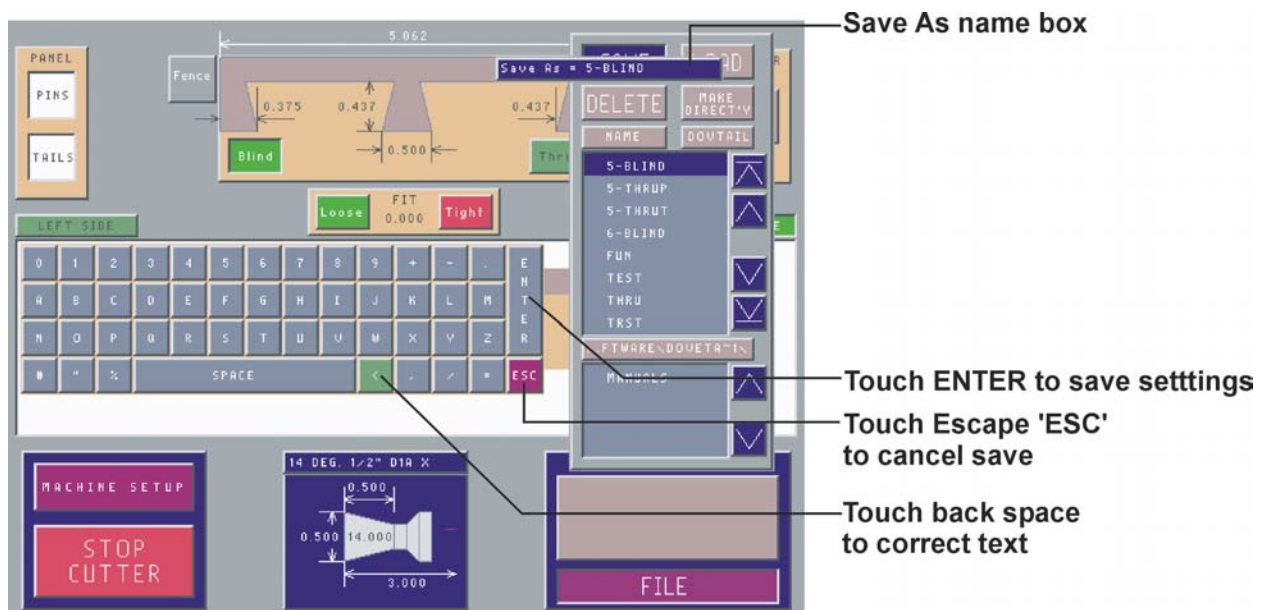 Save As name box
5.062
PANEL
PINS
TAILS
Fence
0.375
0.437
0.437
0.500
Blind
Save As = 5-BLIND
DELETE
MAKE
DIRECT'Y
NAME
DOVTAIL
5-BLIND
5-THRUP
5-THRUT
6-BLIND
FUN
TEST
THRU
TRST
FTWARE\DOVETA~1\
MANUALS
Loose
FIT
0.000
Tight
LEFT SIDE
0 1 2 3 4 5 6 7 8 9 + - .
A B C D E F G H I J K L M
N O P Q R S T U V W X Y Z
# " % SPACE < , / = ESC
ENTER
Touch ENTER to save setttings
Touch Escape 'ESC'
to cancel save
Touch back space
to correct text
MACHINE SETUP
STOP
CUTTER
14 DEG. 1/2" DIA X
0.500
0.500
14.000
3.000
FILE